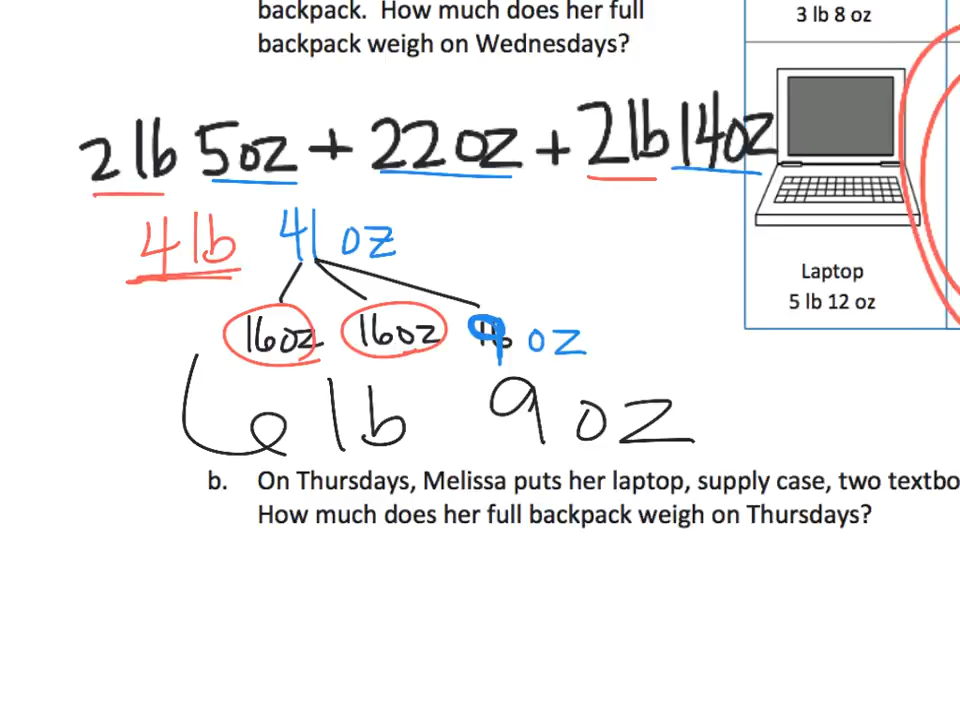 backpack. How much does her full
backpack weigh on Wednesdays?
3 lb 8 oz
2 lb 5 oz + 22 oz + 2 lb 14 oz
4 lb 41 oz
16 oz 16 oz 9 oz
6 lb 9 oz
Laptop
5 lb 12 oz
b. On Thursdays, Melissa puts her laptop, supply case, two textbo
How much does her full backpack weigh on Thursdays?